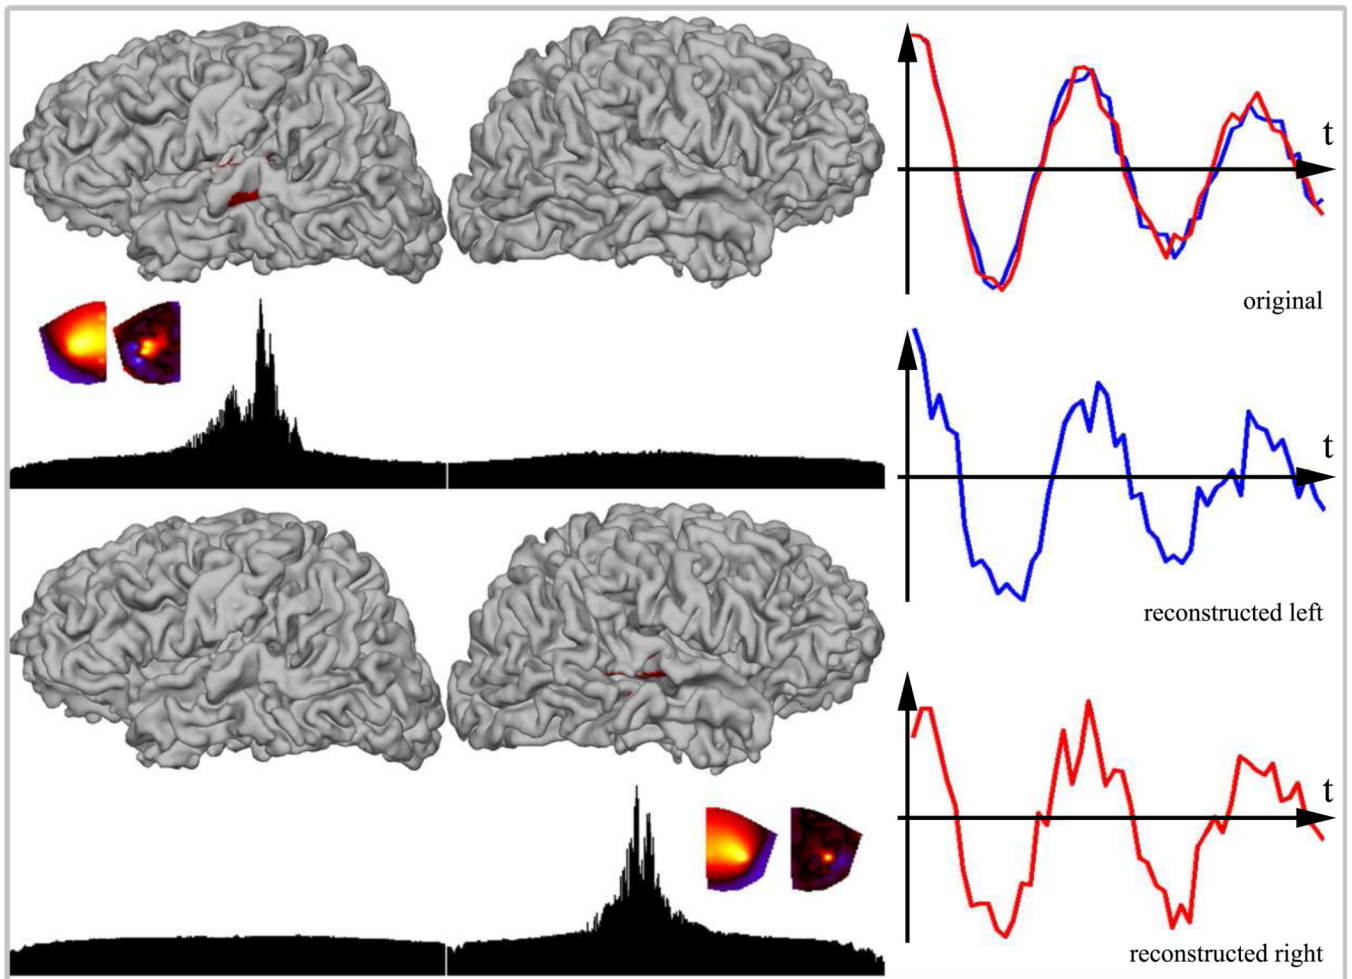 t
original
t
reconstructed left
t
reconstructed right